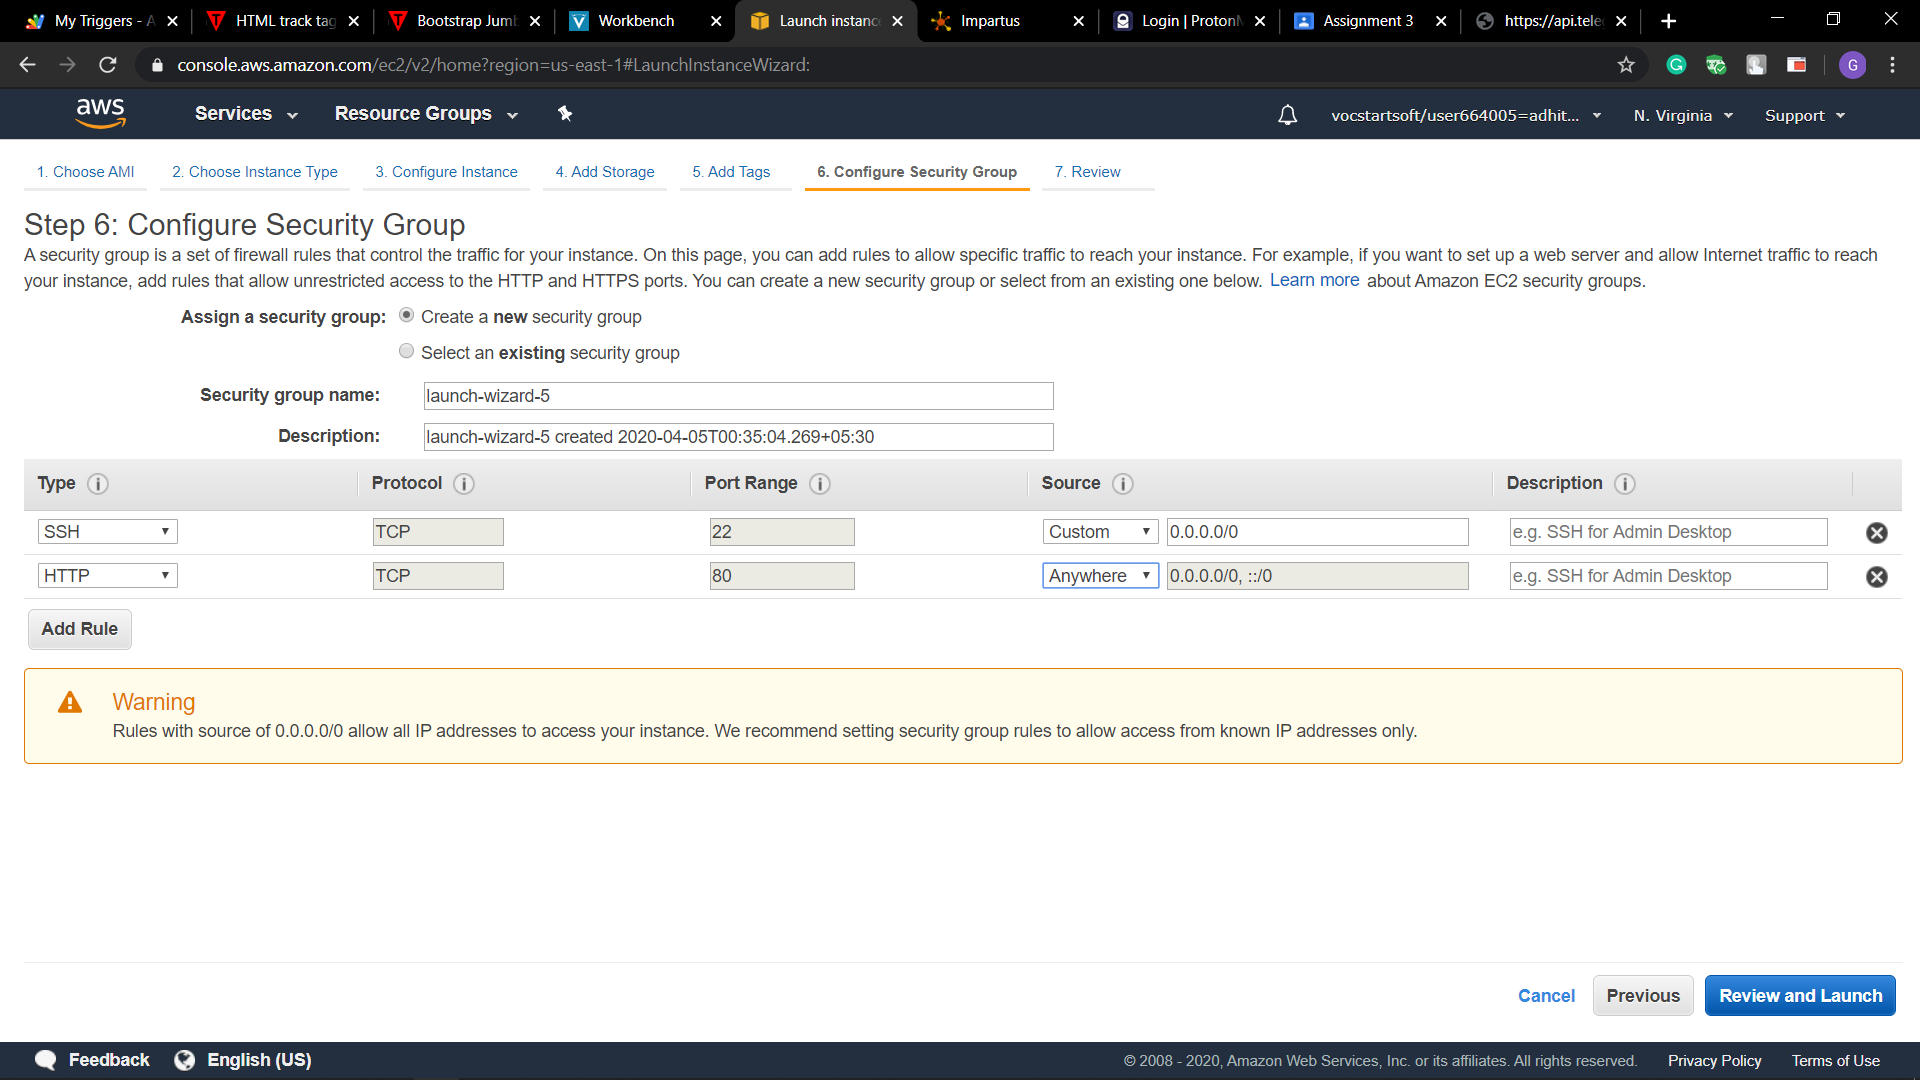 My Triggers - A
HTML track tag
Bootstrap Jumb
Workbench
Launch instanc
Impartus
Login | ProtonM
Assignment 3
https://api.teleg
console.aws.amazon.com/ec2/v2/home?region=us-east-1#LaunchInstanceWizard:
G
aws
Services
Resource Groups
vocstartsoft/user664005=adhit...
N. Virginia
Support
1. Choose AMI
2. Choose Instance Type
3. Configure Instance
4. Add Storage
5. Add Tags
6. Configure Security Group
7. Review
Step 6: Configure Security Group
A security group is a set of firewall rules that control the traffic for your instance. On this page, you can add rules to allow specific traffic to reach your instance. For example, if you want to set up a web server and allow Internet traffic to reach
your instance, add rules that allow unrestricted access to the HTTP and HTTPS ports. You can create a new security group or select from an existing one below. Learn more about Amazon EC2 security groups.
Assign a security group: Create a new security group
Select an existing security group
Security group name: launch-wizard-5
Description: launch-wizard-5 created 2020-04-05T00:35:04.269+05:30
Type i Protocol i Port Range i Source i Description i
SSH TCP 22 Custom 0.0.0.0/0 e.g. SSH for Admin Desktop
HTTP TCP 80 Anywhere 0.0.0.0/0, ::/0 e.g. SSH for Admin Desktop
Add Rule
Warning
Rules with source of 0.0.0.0/0 allow all IP addresses to access your instance. We recommend setting security group rules to allow access from known IP addresses only.
Cancel
Previous
Review and Launch
Feedback
English (US)
© 2008 - 2020, Amazon Web Services, Inc. or its affiliates. All rights reserved.
Privacy Policy
Terms of Use